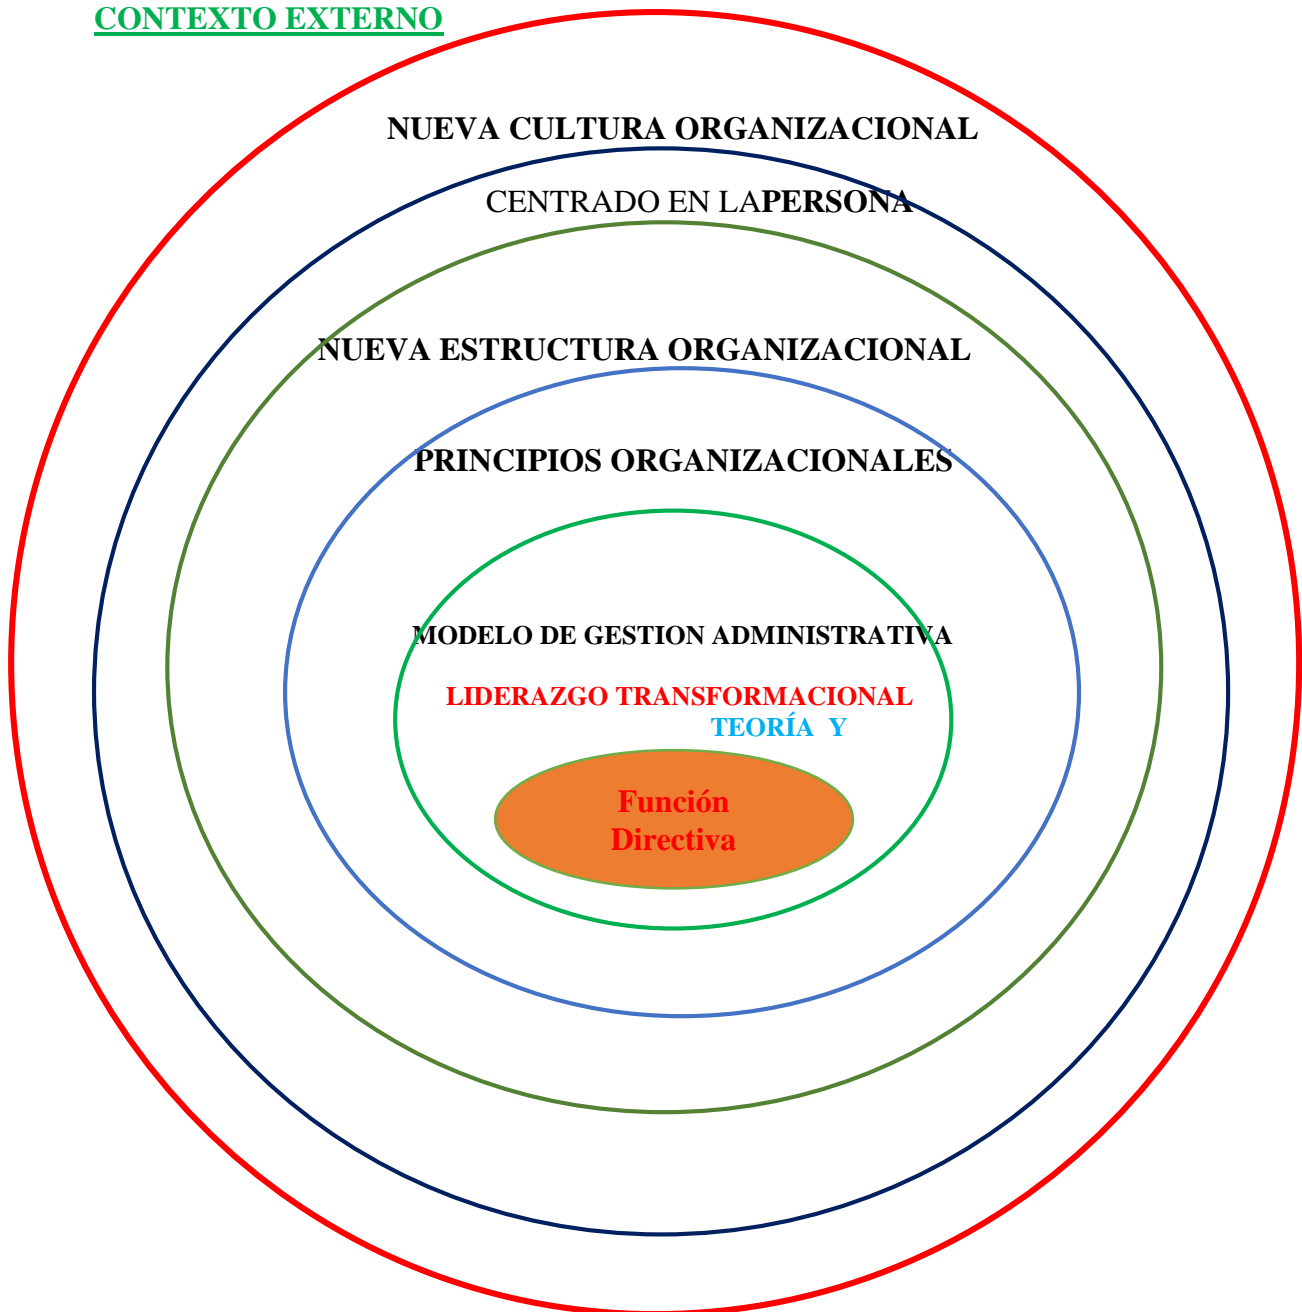 CONTEXTO EXTERNO
NUEVA CULTURA ORGANIZACIONAL
CENTRADO EN LAPERSONA
NUEVA ESTRUCTURA ORGANIZACIONAL
PRINCIPIOS ORGANIZACIONALES
MODELO DE GESTION ADMINISTRATIVA
LIDERAZGO TRANSFORMACIONAL
TEORÍA Y
Función
Directiva